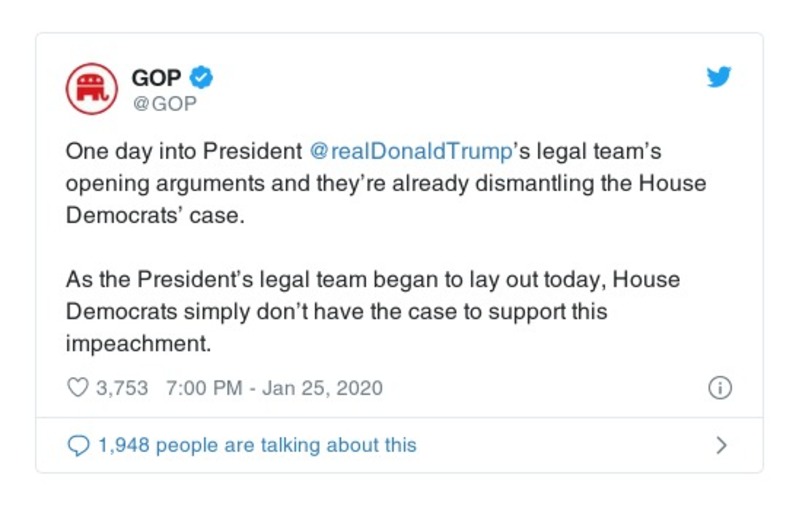 GOP
@GOP
One day into President @realDonaldTrump’s legal team’s
opening arguments and they’re already dismantling the House
Democrats’ case.
As the President’s legal team began to lay out today, House
Democrats simply don’t have the case to support this
impeachment.
3,753 7:00 PM - Jan 25, 2020
1,948 people are talking about this